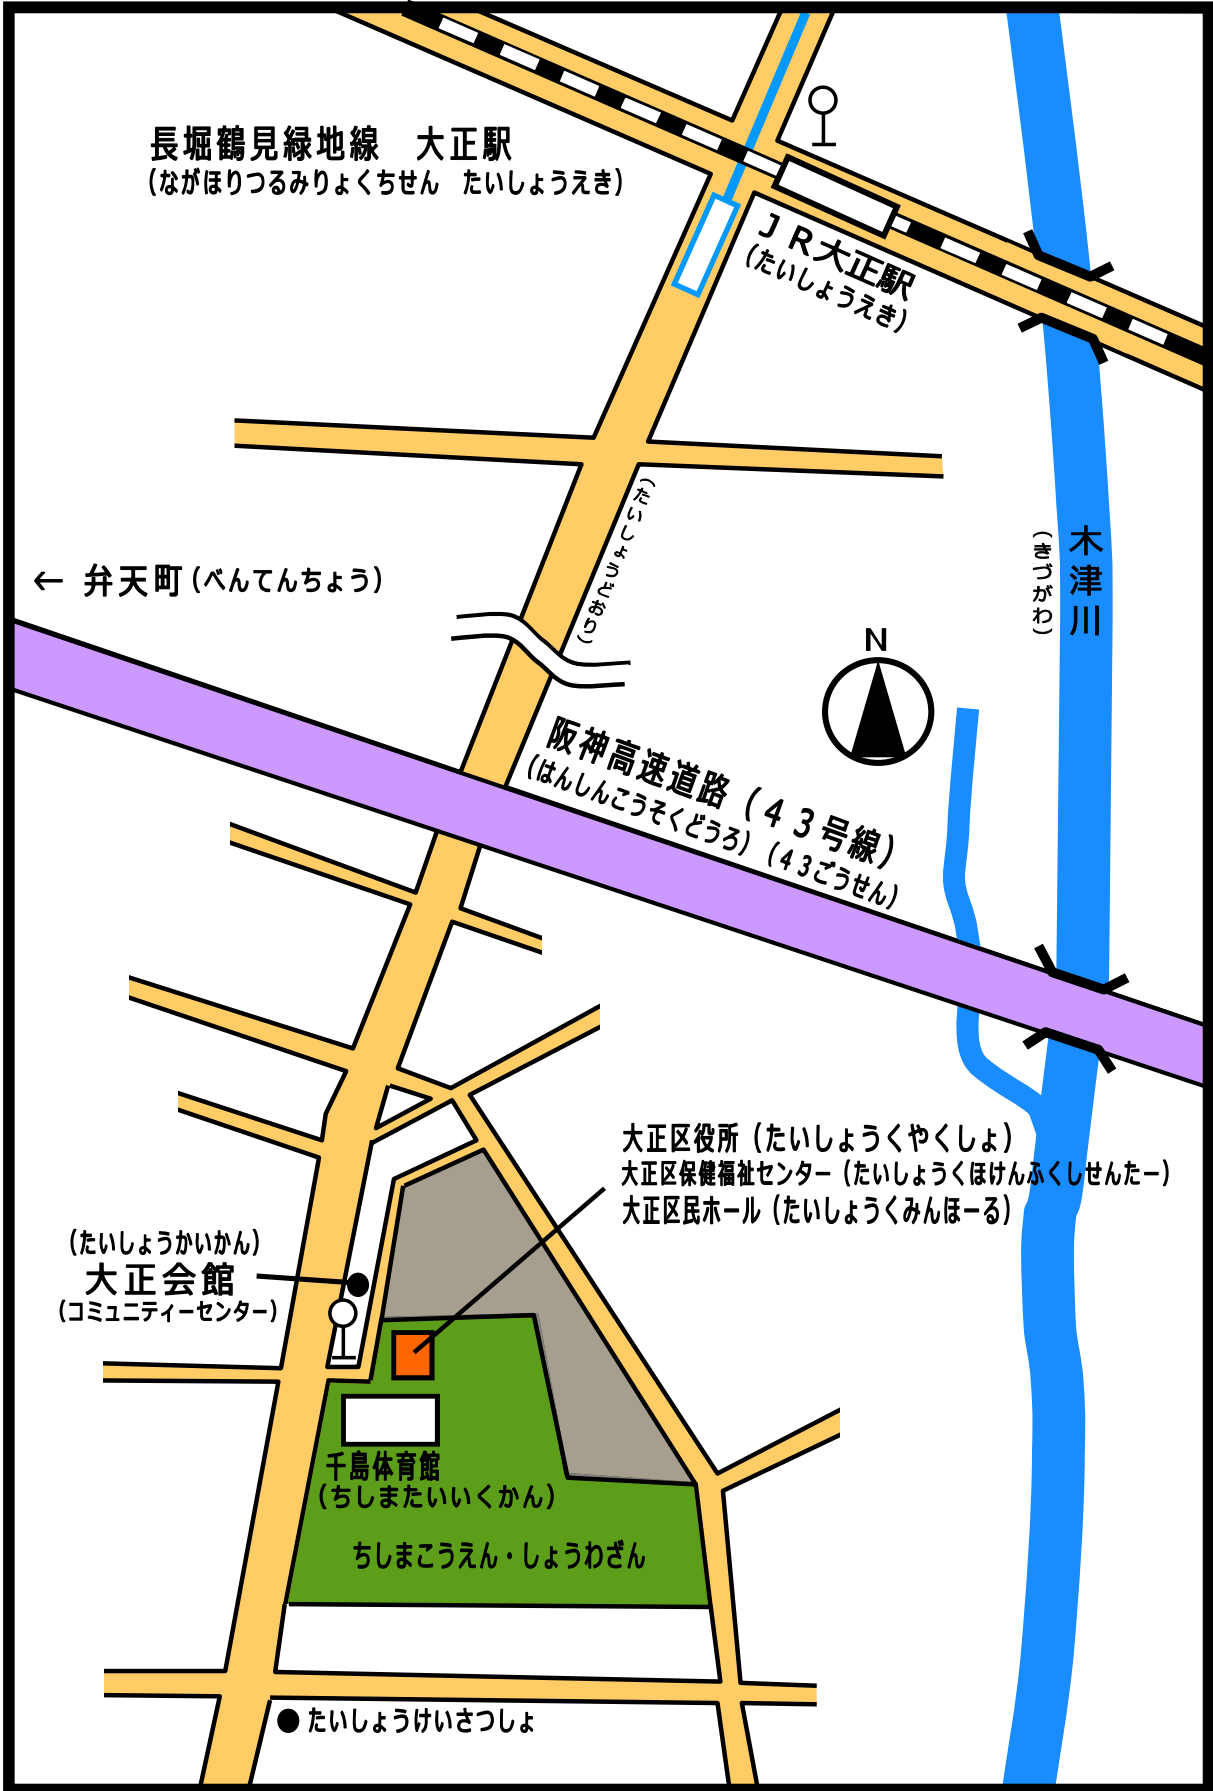 長堀鶴見緑地線　大正駅
（ながほりつるみりょくちせん　たいしょうえき）
ＪＲ大正駅
（たいしょうえき）
（たいしょうどおり）
木津川
（きづがわ）
← 弁天町（べんてんちょう）
N
阪神高速道路（４３号線）
（はんしんこうそくどうろ）（４３ごうせん）
大正区役所（たいしょうくやくしょ）
大正区保健福祉センター（たいしょうくほけんふくしせんたー）
大正区民ホール（たいしょうくみんほーる）
（たいしょうかいかん）
大正会館
（コミュニティーセンター）
千島体育館
（ちしまたいいくかん）
ちしまこうえん・しょうわざん
たいしょうけいさつしょ